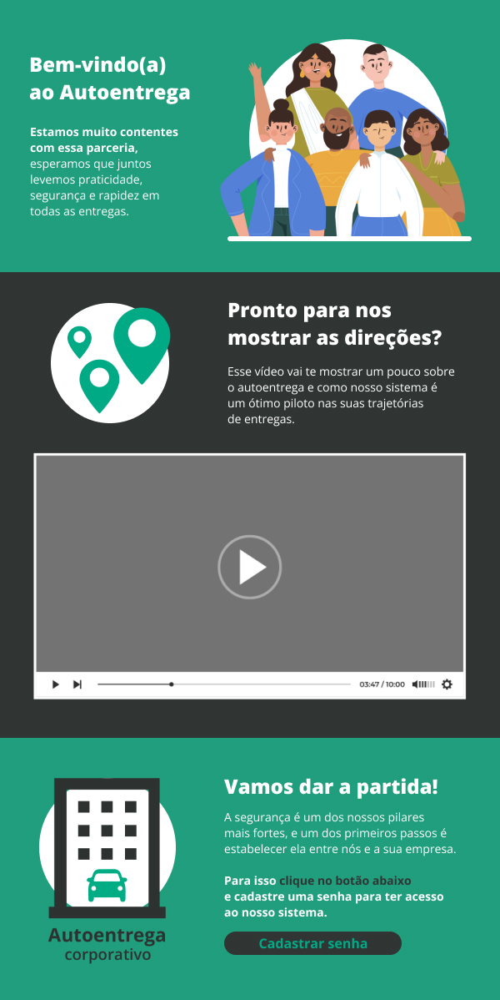 Bem-vindo(a)
ao Autoentrega
Estamos muito contentes
com essa parceria,
esperamos que juntos
levemos praticidade,
segurança e rapidez em
todas as entregas.
Pronto para nos
mostrar as direções?
Esse vídeo vai te mostrar um pouco sobre
o autoentrega e como nosso sistema é
um ótimo piloto nas suas trajetórias
de entregas.
03:47 / 10:00
Vamos dar a partida!
A segurança é um dos nossos pilares
mais fortes, e um dos primeiros passos é
estabelecer ela entre nós e a sua empresa.
Para isso clique no botão abaixo
e cadastre uma senha para ter acesso
ao nosso sistema.
Cadastrar senha
Autoentrega
corporativo